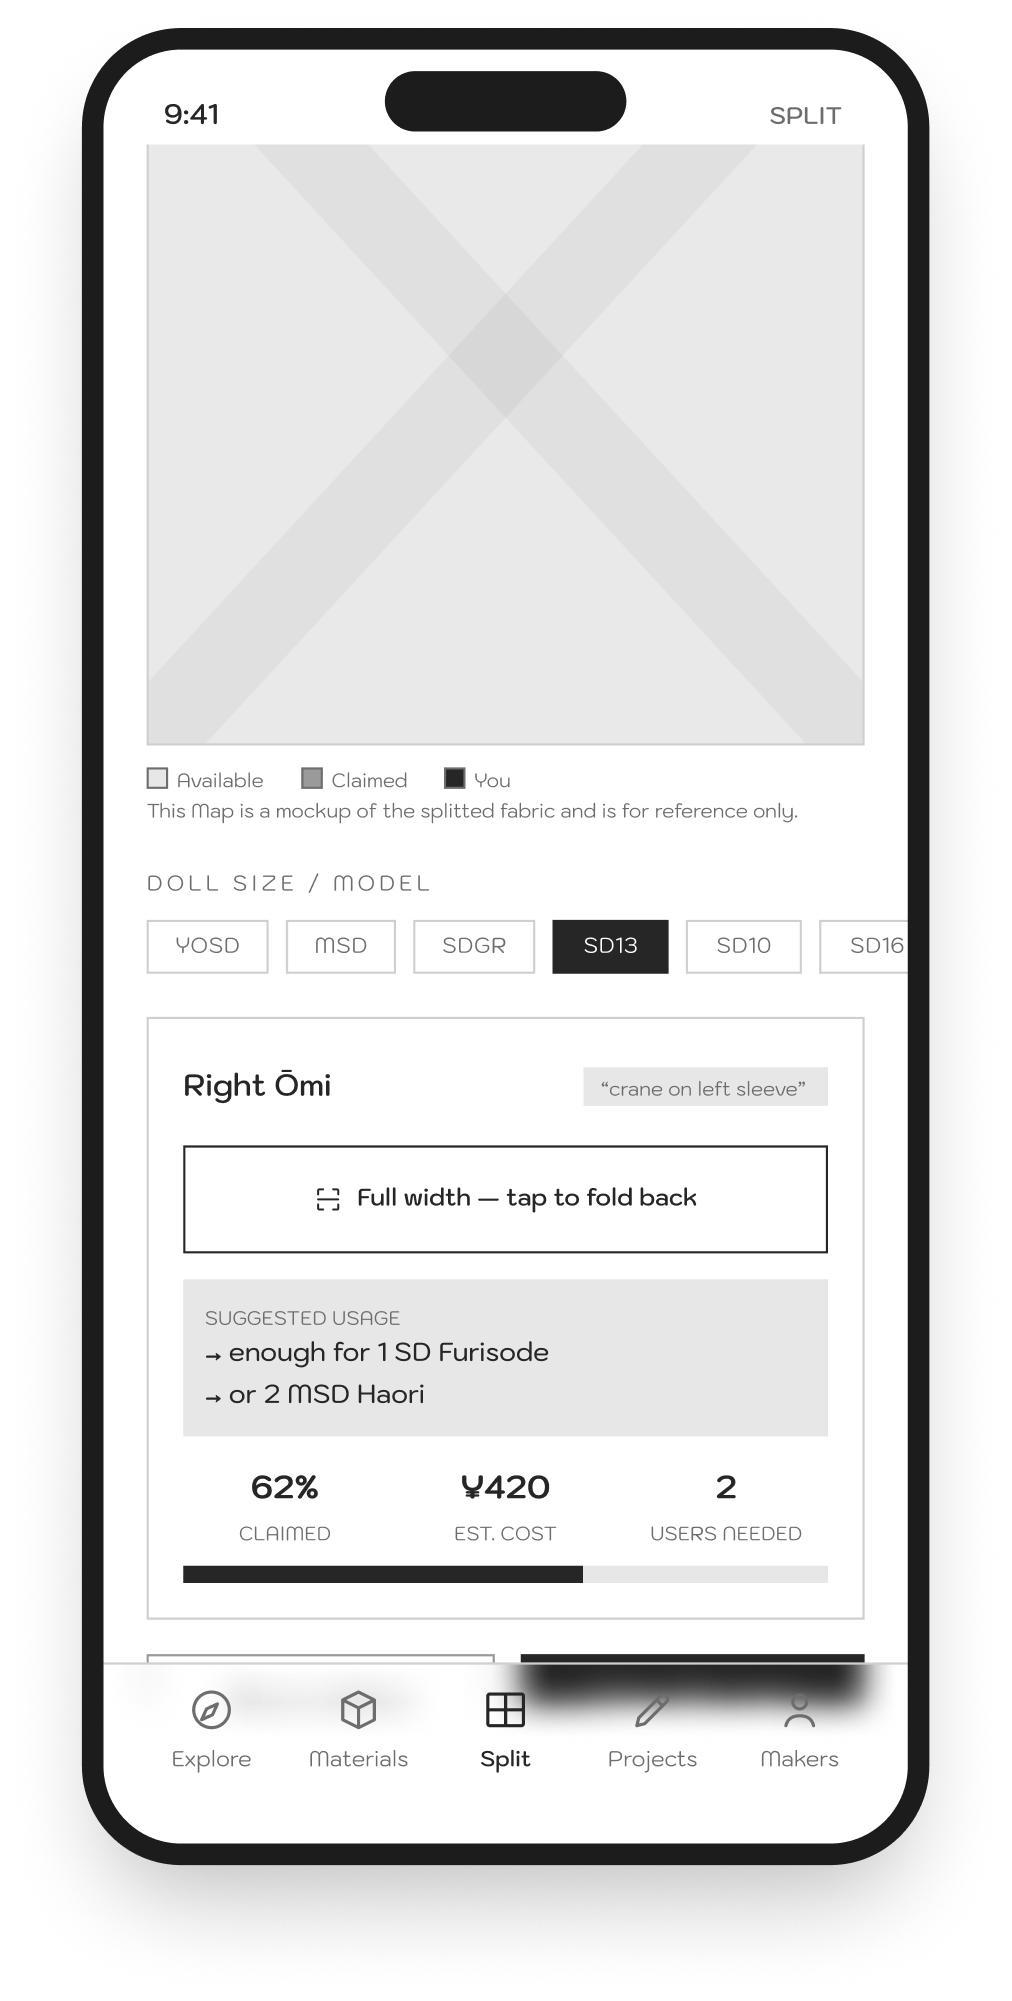 9:41
SPLIT
Available
Claimed
You
This Map is a mockup of the splitted fabric and is for reference only.
DOLL SIZE / MODEL
YOSD
MSD
SDGR
SD13
SD10
SD16
Right Ōmi
“crane on left sleeve”
Full width — tap to fold back
SUGGESTED USAGE
→ enough for 1 SD Furisode
→ or 2 MSD Haori
62%
¥420
2
CLAIMED
EST. COST
USERS NEEDED
Explore
Materials
Split
Projects
Makers